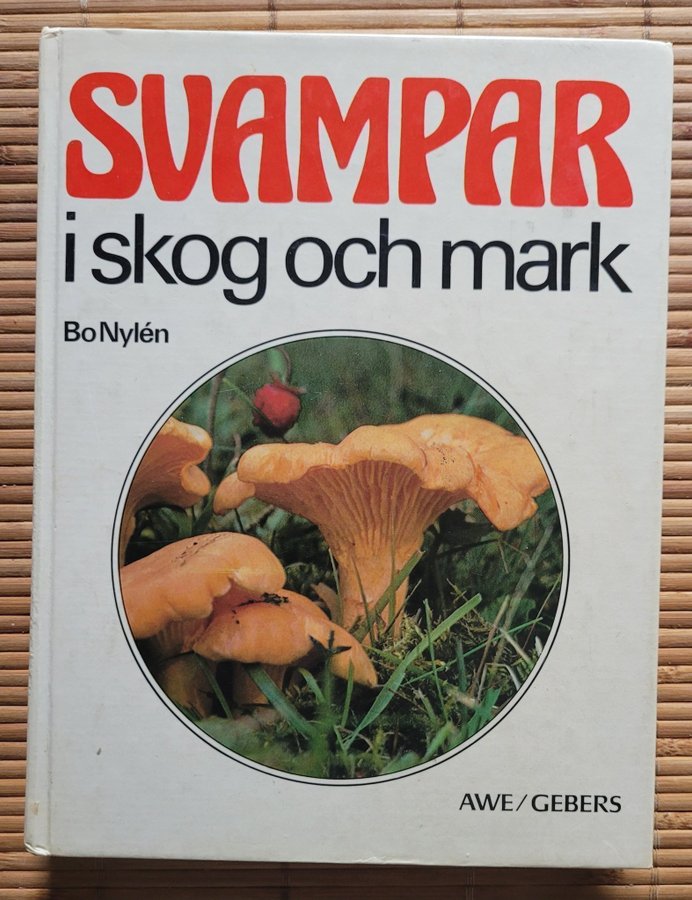 SVAMPAR
i skog och mark
Bo Nylén
AWE/GEBERS